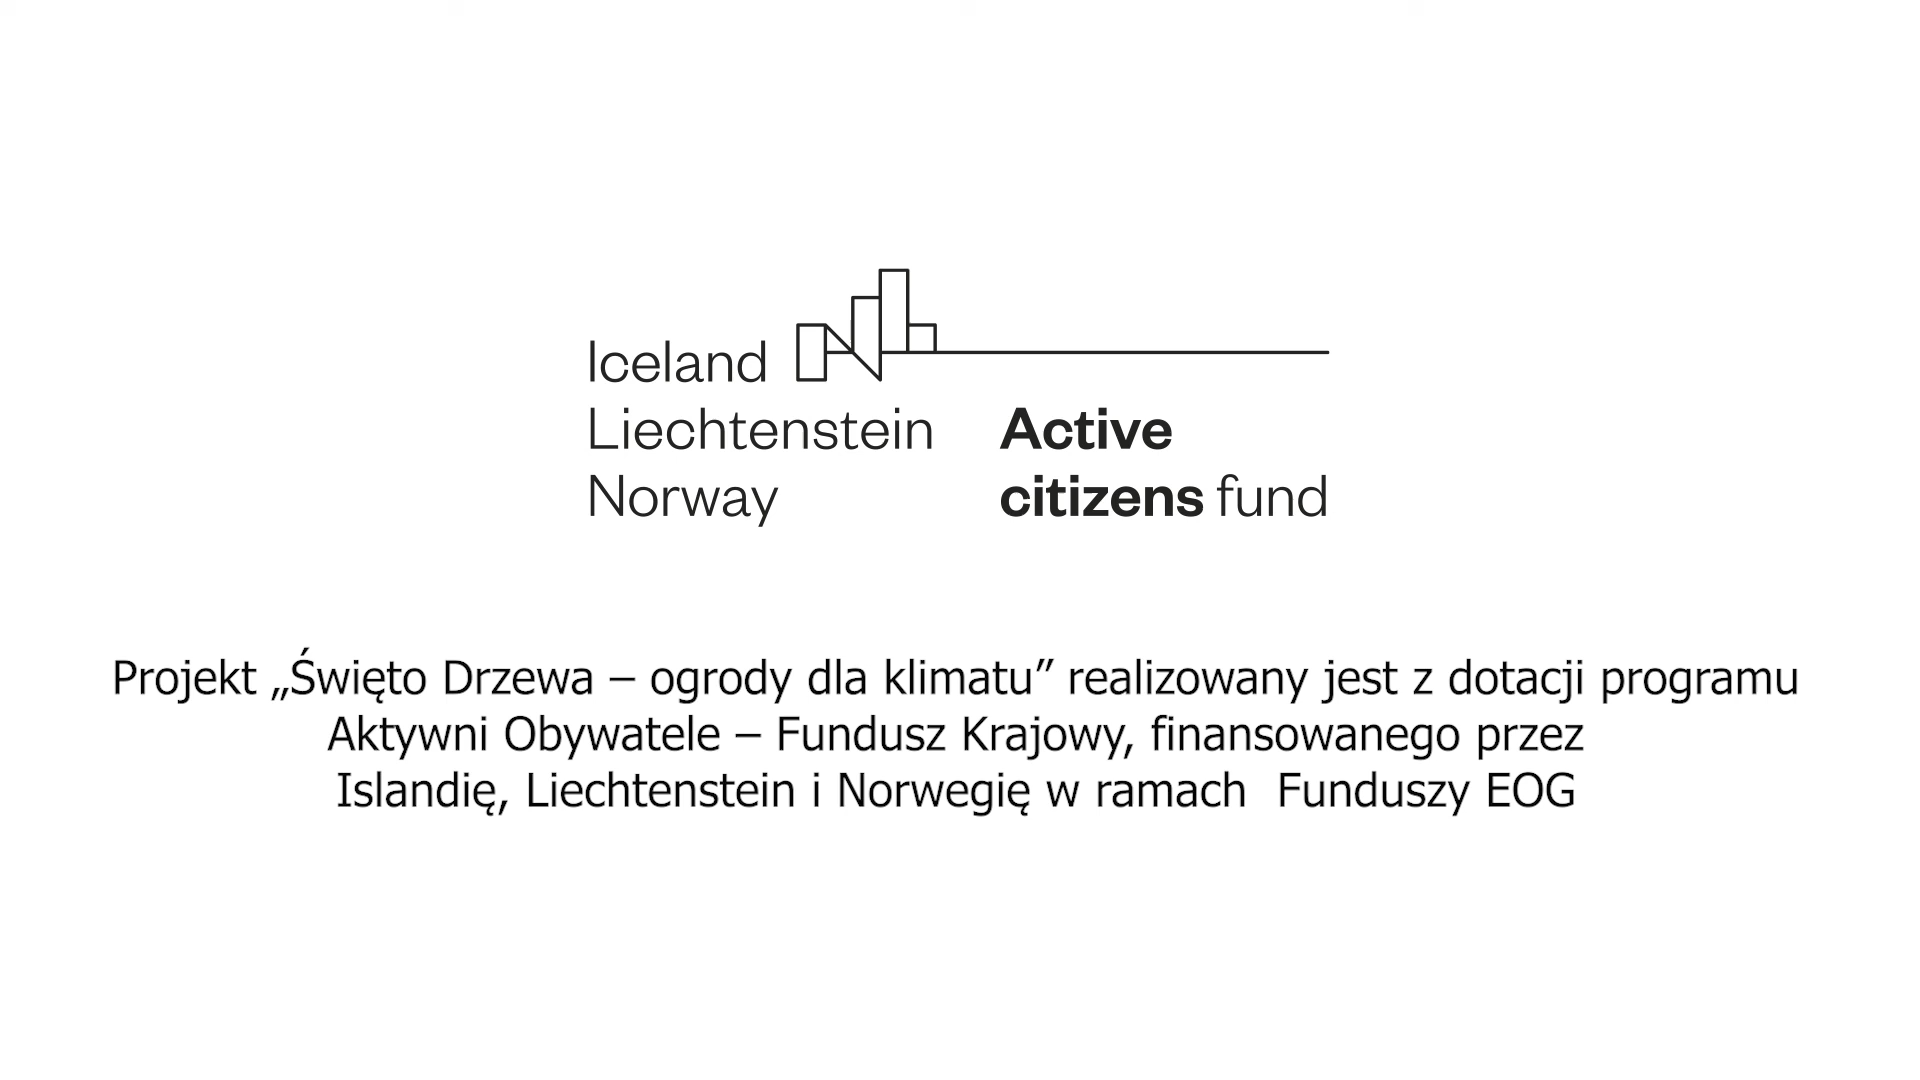 Iceland
Liechtenstein
Norway
Active
citizens fund
Projekt „Święto Drzewa – ogrody dla klimatu” realizowany jest z dotacji programu
Aktywni Obywatele – Fundusz Krajowy, finansowanego przez
Islandię, Liechtenstein i Norwegię w ramach  Funduszy EOG